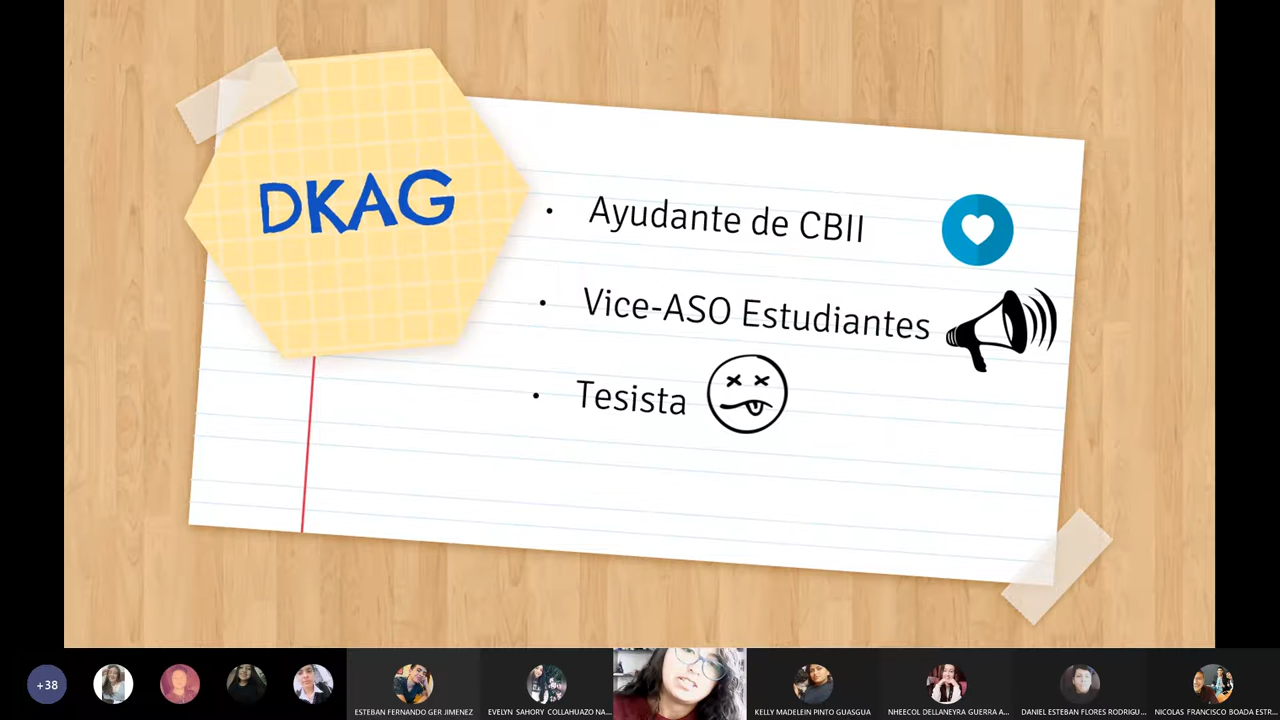 DKAG
• Ayudante de CBII
• Vice-ASO Estudiantes
• Tesista
+38
ESTEBAN FERNANDO GER JIMENEZ
EVELYN SAHORY COLLAHUAZO NA...
KELLY MADELEIN PINTO GUASGUA
NHEECOL DELLANEYRA GUERRA A...
DANIEL ESTEBAN FLORES RODRIGU...
NICOLAS FRANCISCO BOADA ESTR...